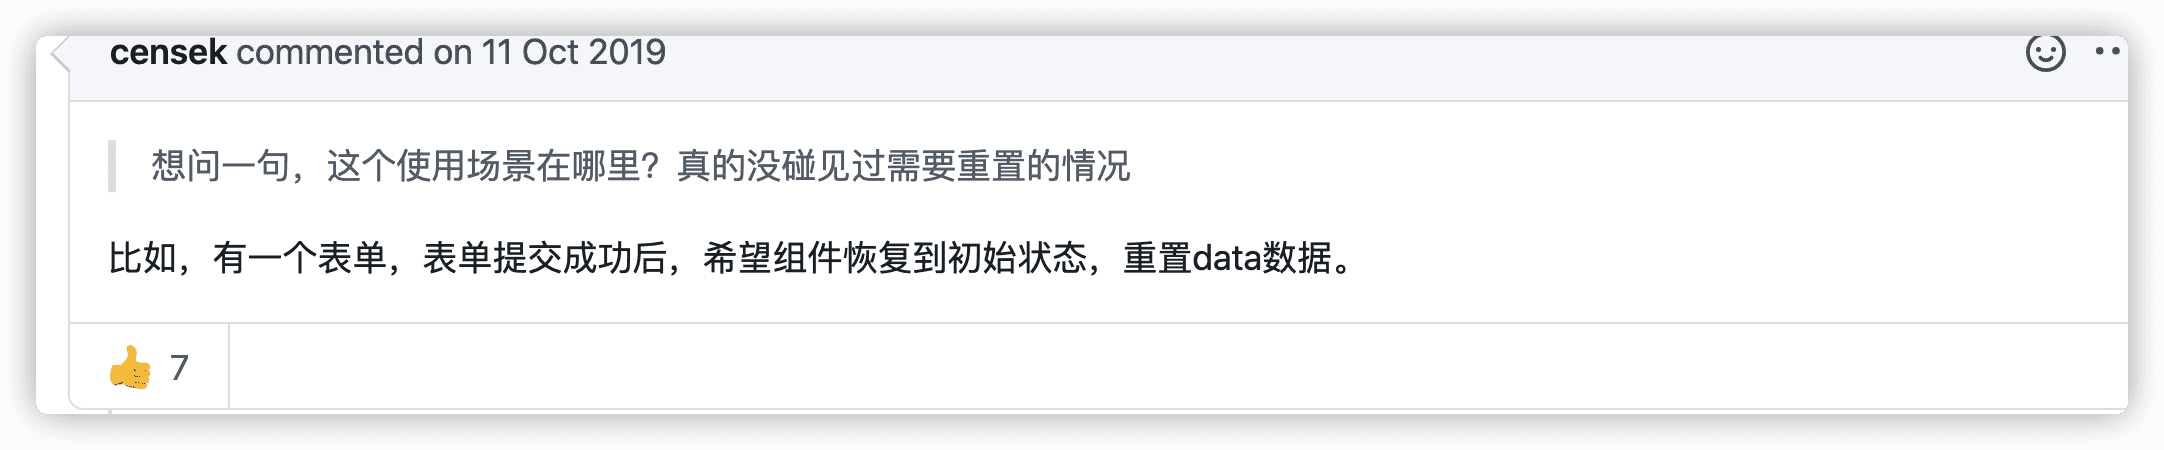 censek commented on 11 Oct 2019
想问一句，这个使用场景在哪里？真的没碰见过需要重置的情况
比如，有一个表单，表单提交成功后，希望组件恢复到初始状态，重置data数据。
7